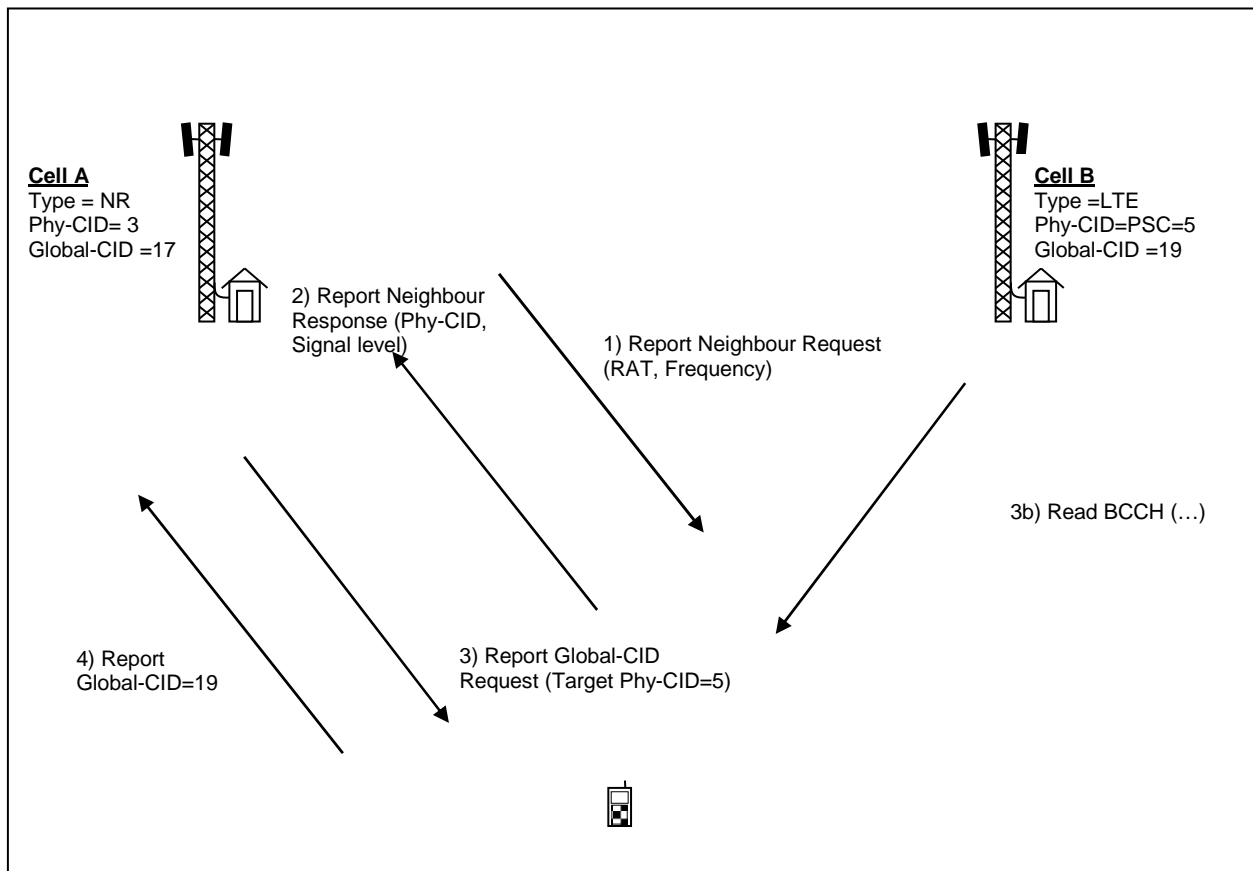 Cell A
Type = NR
Phy-CID= 3
Global-CID =17
Cell B
Type =LTE
Phy-CID=PSC=5
Global-CID =19
2) Report Neighbour
Response (Phy-CID,
Signal level)
1) Report Neighbour Request
(RAT, Frequency)
3b) Read BCCH (…)
4) Report
Global-CID=19
3) Report Global-CID
Request (Target Phy-CID=5)